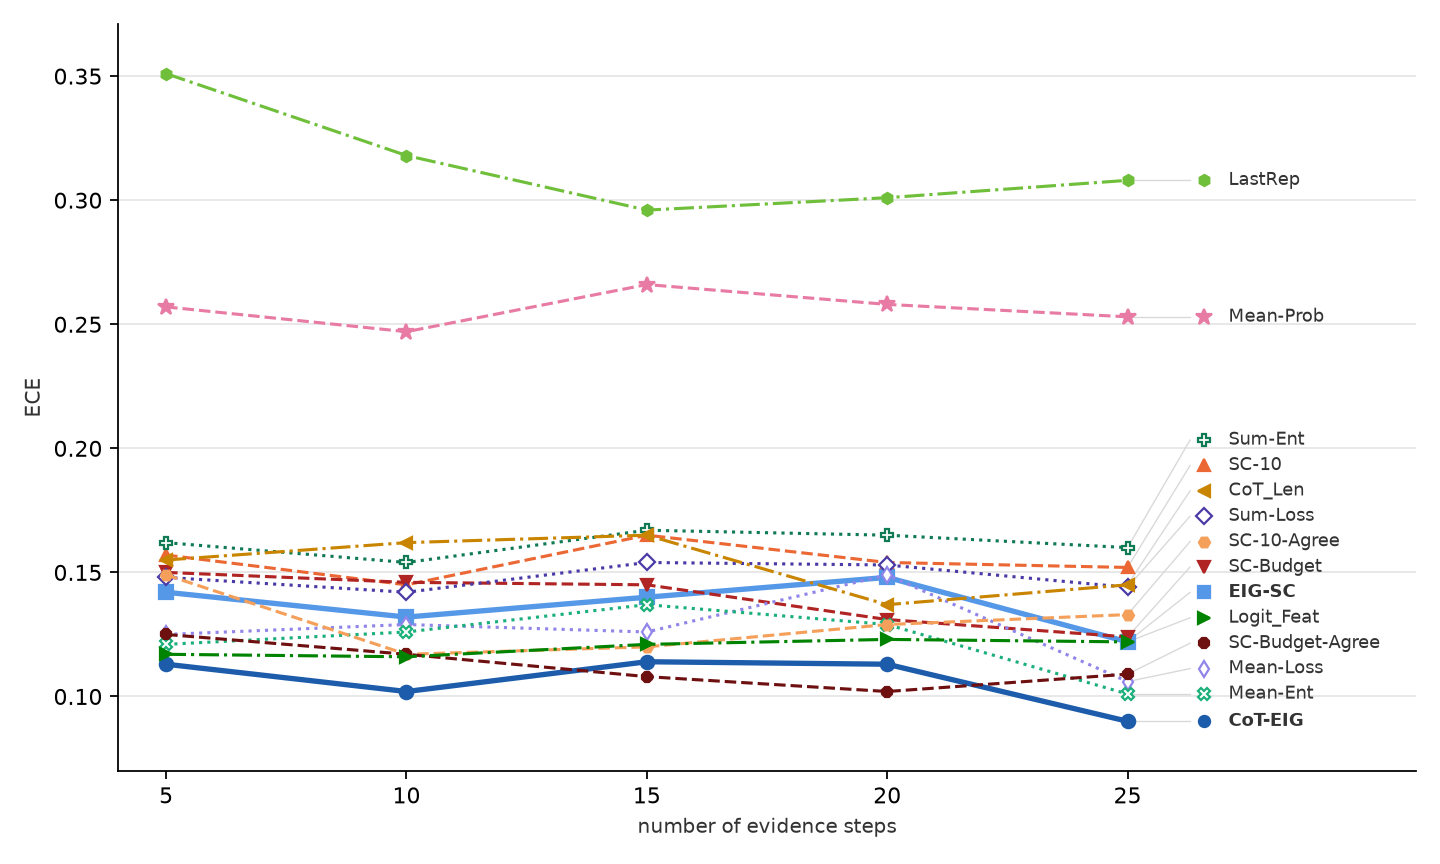 0.35
0.30
0.25
0.20
0.15
0.10
ECE
5
10
15
20
25
number of evidence steps
LastRep
Mean-Prob
Sum-Ent
SC-10
CoT_Len
Sum-Loss
SC-10-Agree
SC-Budget
EIG-SC
Logit_Feat
SC-Budget-Agree
Mean-Loss
Mean-Ent
CoT-EIG